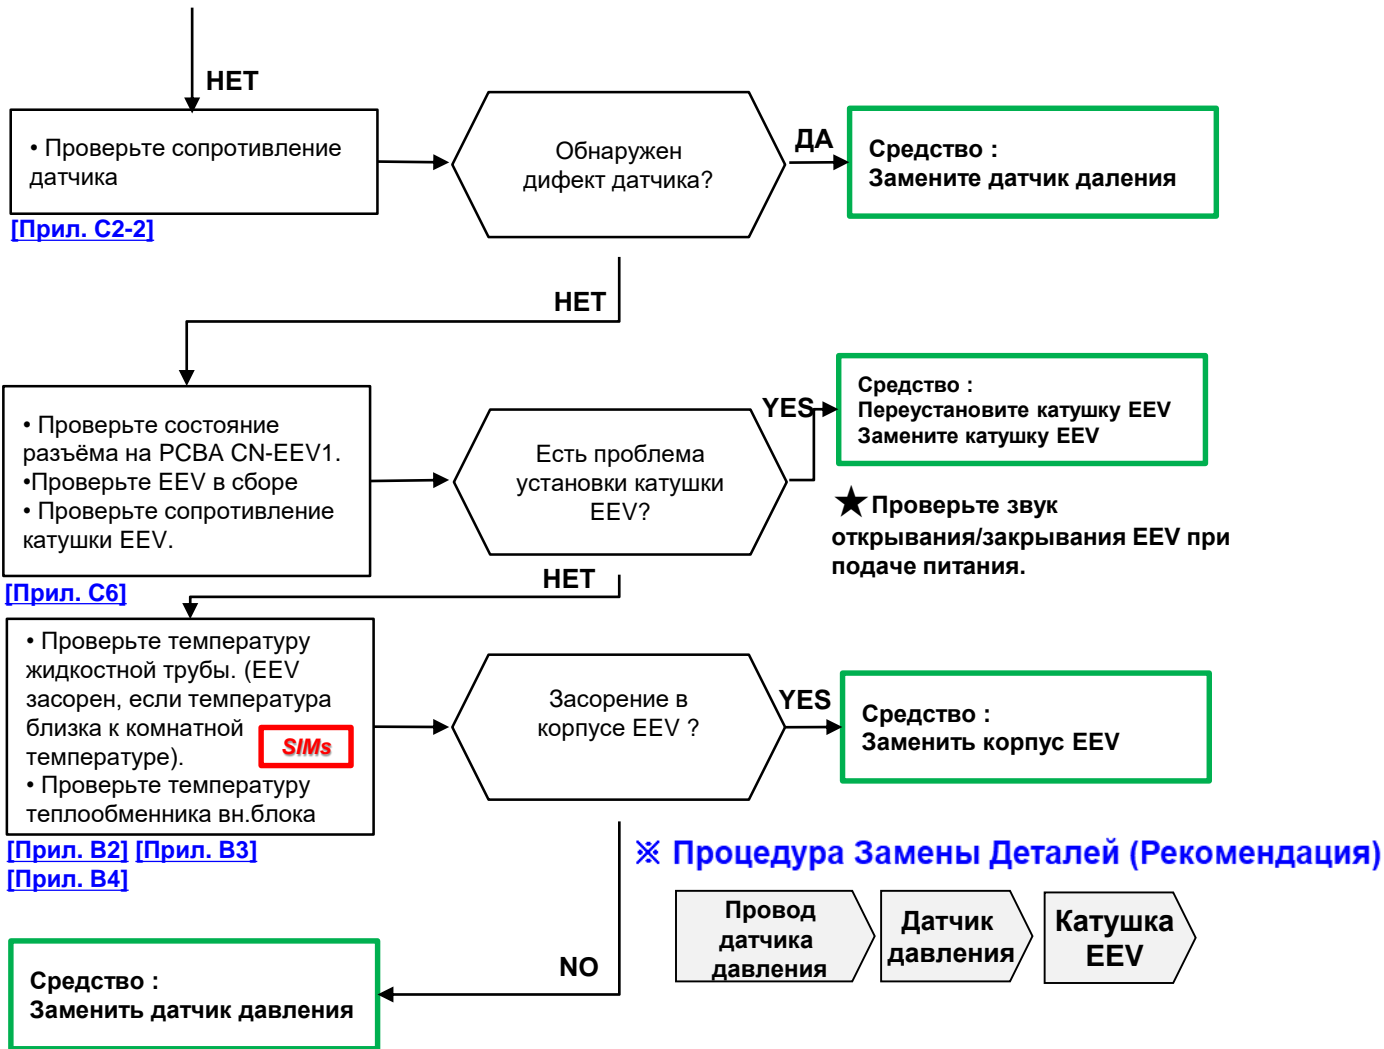 НЕТ
• Проверьте сопротивление
датчика
[Прил. C2-2]
Обнаружен
дифект датчика?
ДА
Средство :
Замените датчик даления
НЕТ
• Проверьте состояние
разъёма на PCBA CN-EEV1.
•Проверьте EEV в сборе
• Проверьте сопротивление
катушки EEV.
[Прил. C6]
Есть проблема
установки катушки
EEV?
YES
Средство :
Переустановите катушку EEV
Замените катушку EEV
★Проверьте звук
открывания/закрывания EEV при
подаче питания.
НЕТ
• Проверьте температуру
жидкостной трубы. (EEV
засорен, если температура
близка к комнатной
температуре).
SIMs
• Проверьте температуру
теплообменника вн.блока
[Прил. B2] [Прил. B3]
[Прил. B4]
Засорение в
корпусе EEV ?
YES
Средство :
Заменить корпус EEV
NO
Средство :
Заменить датчик давления
※ Процедура Замены Деталей (Рекомендация)
Провод
датчика
давления
Датчик
давления
Катушка
EEV